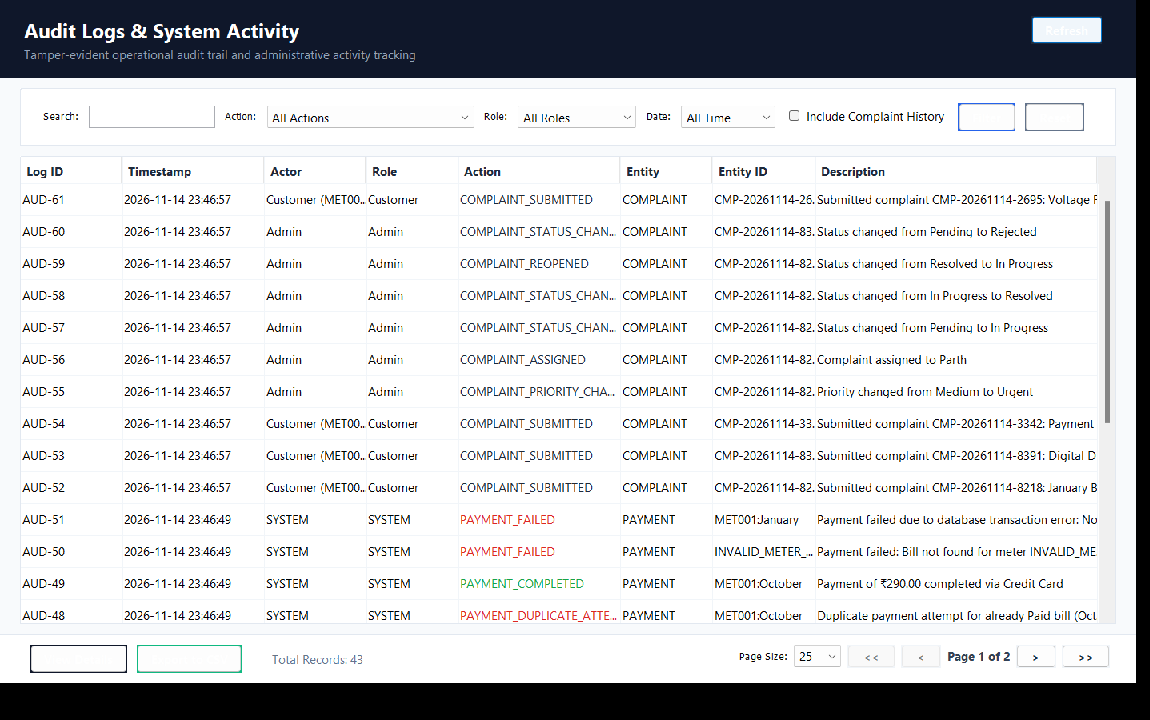 Audit Logs & System Activity
Tamper-evident operational audit trail and administrative activity tracking
Refresh
Search: Action: All Actions Role: All Roles Date: All Time Include Complaint History
Log ID Timestamp Actor Role Action Entity Entity ID Description
AUD-61 2026-11-14 23:46:57 Customer (MET00... Customer COMPLAINT_SUBMITTED COMPLAINT CMP-20261114-26... Submitted complaint CMP-20261114-2695: Voltage F
AUD-60 2026-11-14 23:46:57 Admin Admin COMPLAINT_STATUS_CHAN... COMPLAINT CMP-20261114-83... Status changed from Pending to Rejected
AUD-59 2026-11-14 23:46:57 Admin Admin COMPLAINT_REOPENED COMPLAINT CMP-20261114-82... Status changed from Resolved to In Progress
AUD-58 2026-11-14 23:46:57 Admin Admin COMPLAINT_STATUS_CHAN... COMPLAINT CMP-20261114-82... Status changed from In Progress to Resolved
AUD-57 2026-11-14 23:46:57 Admin Admin COMPLAINT_STATUS_CHAN... COMPLAINT CMP-20261114-82... Status changed from Pending to In Progress
AUD-56 2026-11-14 23:46:57 Admin Admin COMPLAINT_ASSIGNED COMPLAINT CMP-20261114-82... Complaint assigned to Parth
AUD-55 2026-11-14 23:46:57 Admin Admin COMPLAINT_PRIORITY_CHA... COMPLAINT CMP-20261114-82... Priority changed from Medium to Urgent
AUD-54 2026-11-14 23:46:57 Customer (MET00... Customer COMPLAINT_SUBMITTED COMPLAINT CMP-20261114-33... Submitted complaint CMP-20261114-3342: Payment
AUD-53 2026-11-14 23:46:57 Customer (MET00... Customer COMPLAINT_SUBMITTED COMPLAINT CMP-20261114-83... Submitted complaint CMP-20261114-8391: Digital D
AUD-52 2026-11-14 23:46:57 Customer (MET00... Customer COMPLAINT_SUBMITTED COMPLAINT CMP-20261114-82... Submitted complaint CMP-20261114-8218: January B
AUD-51 2026-11-14 23:46:49 SYSTEM SYSTEM PAYMENT_FAILED PAYMENT MET001:January Payment failed due to database transaction error: No
AUD-50 2026-11-14 23:46:49 SYSTEM SYSTEM PAYMENT_FAILED PAYMENT INVALID_METER_... Payment failed: Bill not found for meter INVALID_ME
AUD-49 2026-11-14 23:46:49 SYSTEM SYSTEM PAYMENT_COMPLETED PAYMENT MET001:October Payment of ₹290.00 completed via Credit Card
AUD-48 2026-11-14 23:46:49 SYSTEM SYSTEM PAYMENT_DUPLICATE_ATTE... PAYMENT MET001:October Duplicate payment attempt for already Paid bill (Oct
Total Records: 43 Page Size: 25 << < Page 1 of 2 > >>